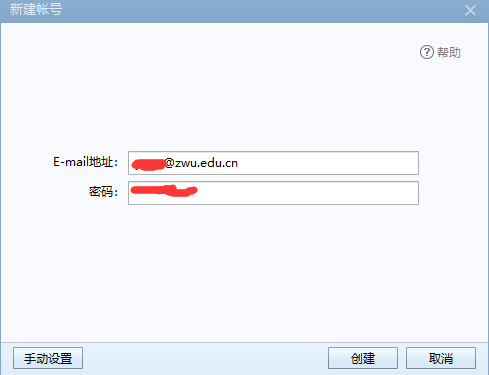 新建帐号
帮助
E-mail地址：
@zwu.edu.cn
密码：
手动设置
创建
取消